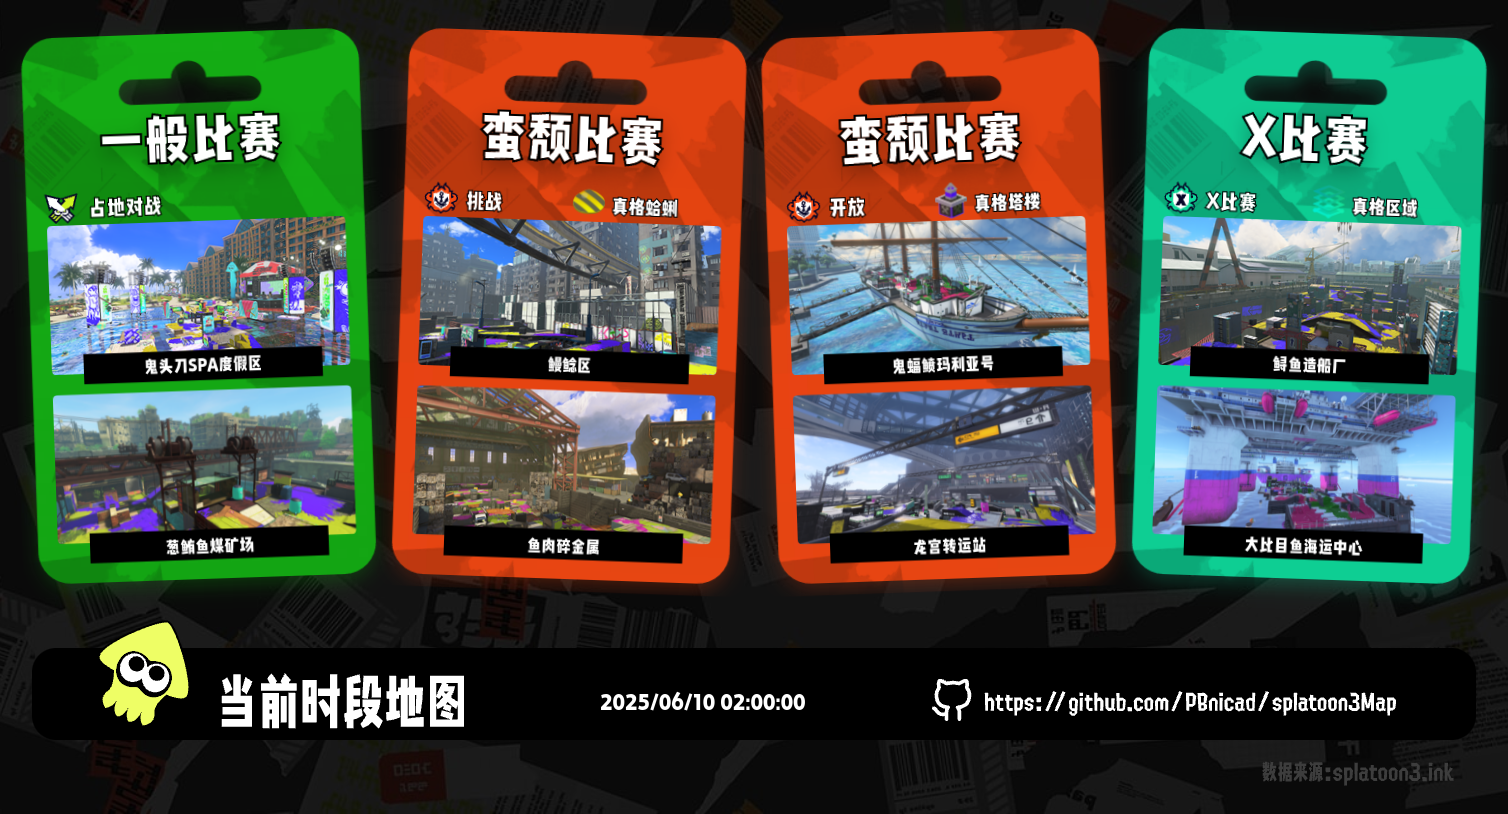 一般比赛
占地对战
鬼头刀SPA度假区
葱鲔鱼煤矿场
蛮颓比赛
挑战
真格蛤蜊
鳗鲶区
鱼肉碎金属
蛮颓比赛
开放
真格塔楼
鬼蝠鲼玛利亚号
龙宫转运站
X比赛
X比赛
真格区域
鲟鱼造船厂
大比目鱼海运中心
当前时段地图
2025/06/10 02:00:00
https://github.com/PBnicad/splatoon3Map
数据来源:splatoon3.ink